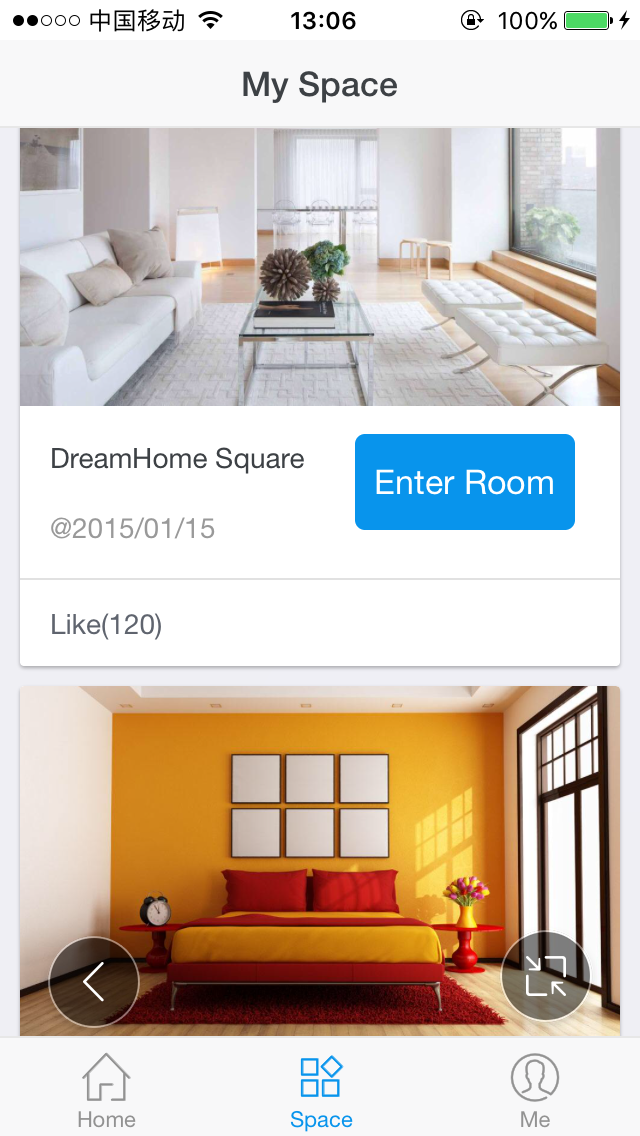 中国移动 13:06 100%
My Space
DreamHome Square
Enter Room
@2015/01/15
Like(120)
Home Space Me